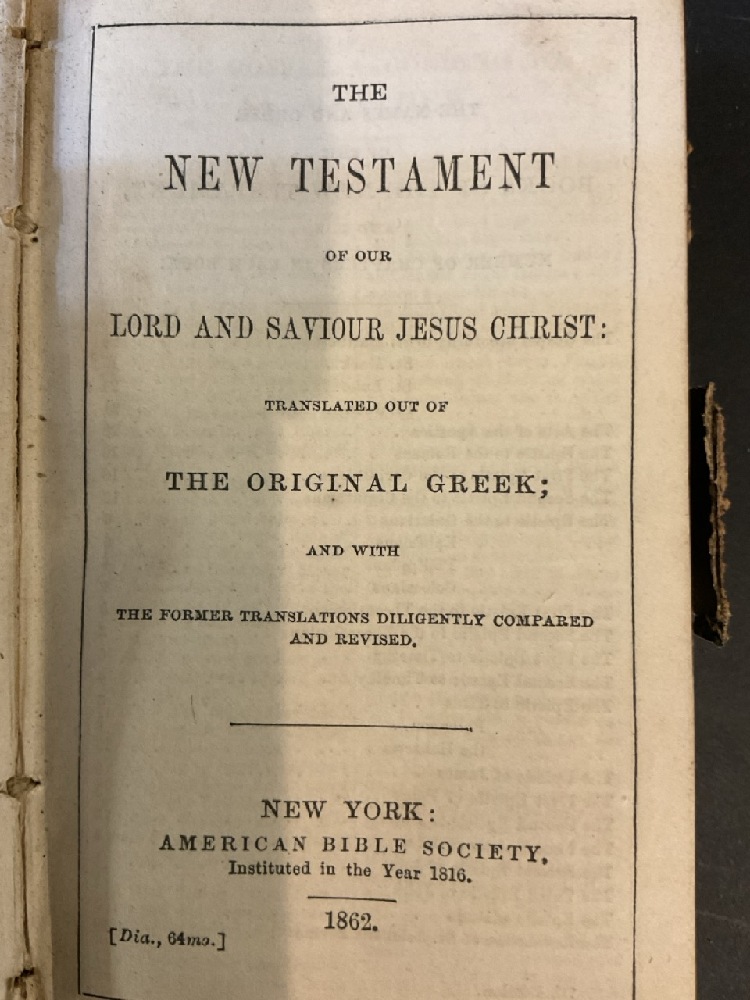 THE
NEW TESTAMENT
OF OUR
LORD AND SAVIOUR JESUS CHRIST:
TRANSLATED OUT OF
THE ORIGINAL GREEK;
AND WITH
THE FORMER TRANSLATIONS DILIGENTLY COMPARED
AND REVISED.
NEW YORK:
AMERICAN BIBLE SOCIETY,
Instituted in the Year 1816.
1862.
[Dia., 64mo.]